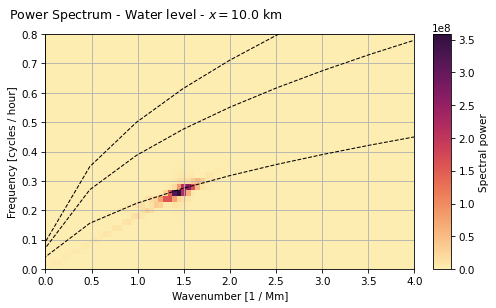 Power Spectrum - Water level - x = 10.0 km
1e8
0.8
0.7
0.6
0.5
0.4
0.3
0.2
0.1
0.0
Frequency [cycles / hour]
0.0 0.5 1.0 1.5 2.0 2.5 3.0 3.5 4.0
Wavenumber [1 / Mm]
3.5
3.0
2.5
2.0
1.5
1.0
0.5
0.0
Spectral power